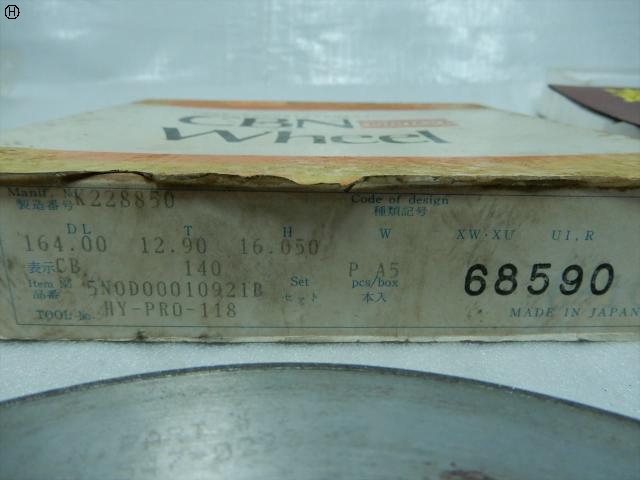 H
CBN
Wheel
Manuf. № K228850 Code of design
製造番号 種類記号
DL T H W XW·XU U1,R
164.00 12.90 16.050
表示 CB 140 P A5 68590
Item № 5N0D00010921B Set pcs/box
品番 セット 本入
TOOL № HY-PRO-118 MADE IN JAPAN
PART №